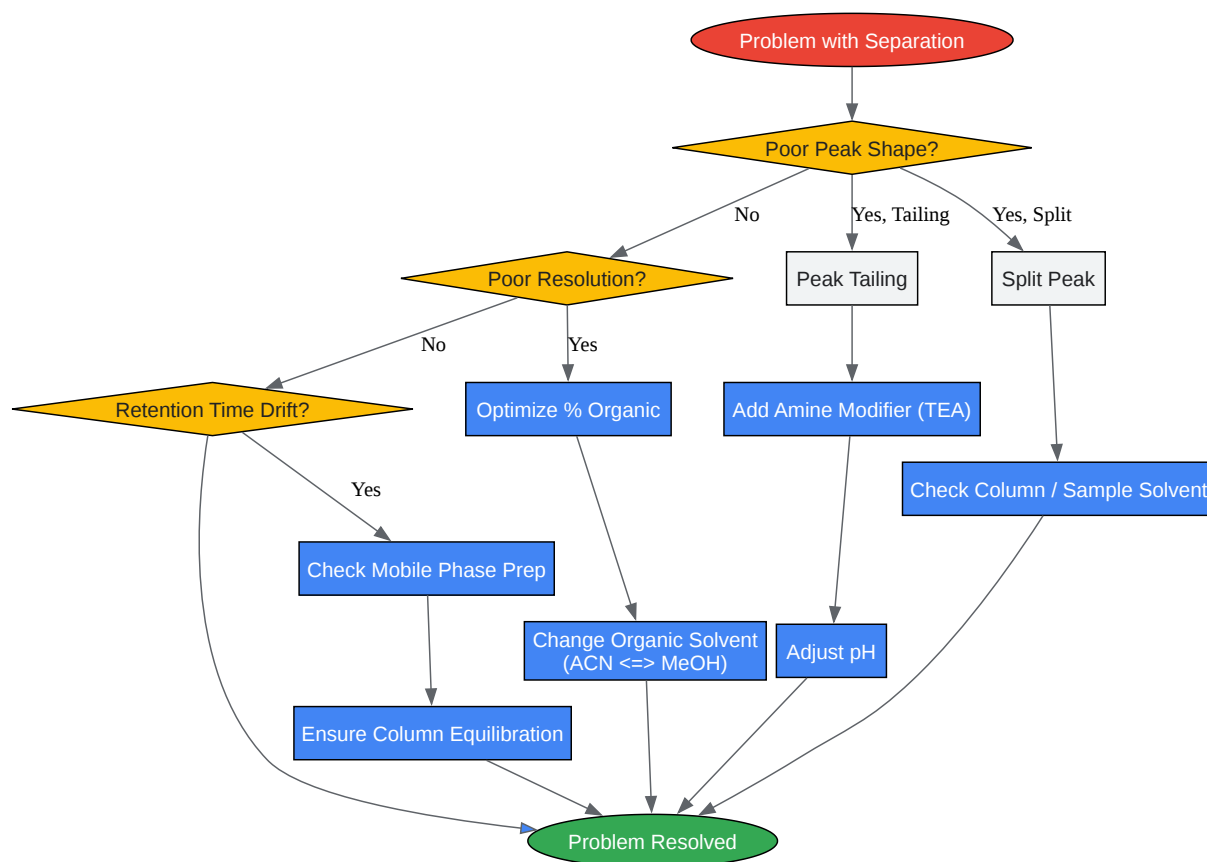 Problem with Separation
Poor Peak Shape?
No
Yes, Tailing
Yes, Split
Poor Resolution?
Peak Tailing
Split Peak
No
Yes
Retention Time Drift?
Optimize % Organic
Add Amine Modifier (TEA)
Yes
Check Column / Sample Solvent
Check Mobile Phase Prep
Change Organic Solvent
(ACN <=> MeOH)
Adjust pH
Ensure Column Equilibration
Problem Resolved